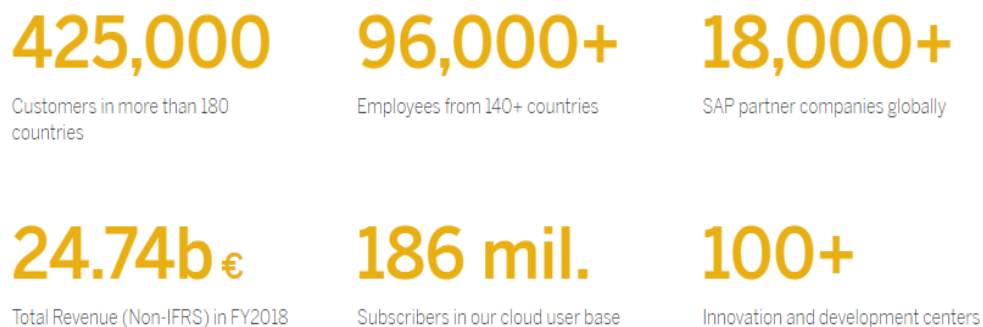 425,000
96,000+
18,000+
Customers in more than 180
countries
Employees from 140+ countries
SAP partner companies globally
24.74b €
186 mil.
100+
Total Revenue (Non-IFRS) in FY2018
Subscribers in our cloud user base
Innovation and development centers